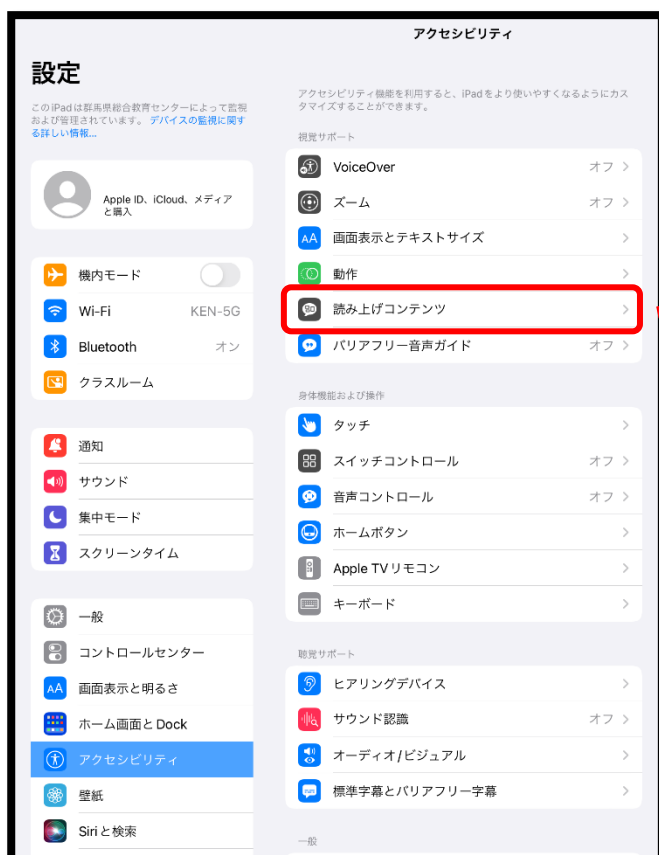 設定
このiPadは群馬県総合教育センターによって監視
および管理されています。デバイスの監視に関す
る詳しい情報...
Apple ID、iCloud、メディア
と購入
機内モード
Wi-Fi KEN-5G
Bluetooth オン
クラスルーム
通知
サウンド
集中モード
スクリーンタイム
一般
コントロールセンター
画面表示と明るさ
ホーム画面とDock
アクセシビリティ
壁紙
Siriと検索
アクセシビリティ
アクセシビリティ機能を利用すると、iPadをより使いやすくなるようにカス
タマイズすることができます。
視覚サポート
VoiceOver オフ
ズーム オフ
画面表示とテキストサイズ
動作
読み上げコンテンツ
バリアフリー音声ガイド オフ
身体機能および操作
タッチ
スイッチコントロール オフ
音声コントロール オフ
ホームボタン
Apple TVリモコン
キーボード
聴覚サポート
ヒアリングデバイス
サウンド認識 オフ
オーディオ/ビジュアル
標準字幕とバリアフリー字幕
一般